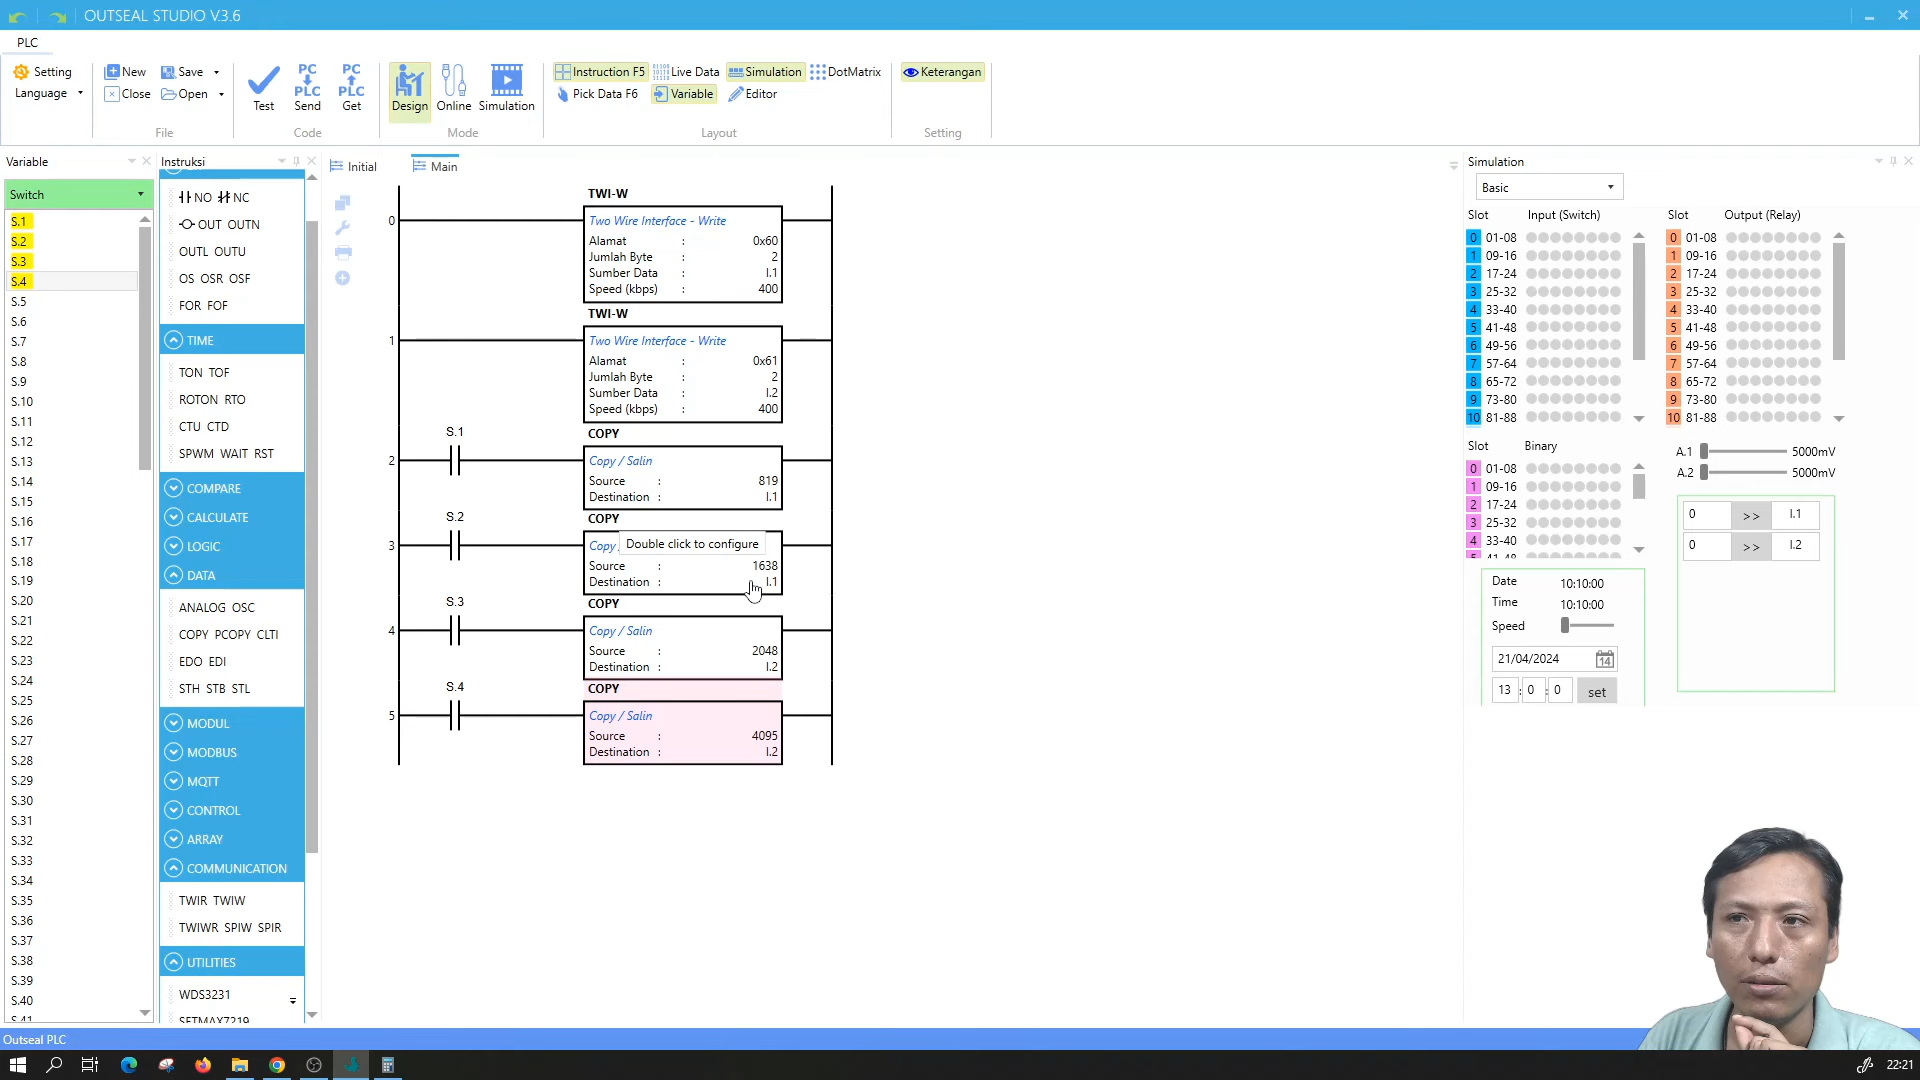 OUTSEAL STUDIO V.3.6
PLC
Setting
Language
New
Close
Save
Open
File
Test
PC PLC Send
PC PLC Get
Code
Design
Online
Simulation
Mode
Instruction F5
Pick Data F6
Live Data
Variable
Simulation
Editor
DotMatrix
Layout
Keterangan
Setting
Variable
Switch
S.1
S.2
S.3
S.4
S.5
S.6
S.7
S.8
S.9
S.10
S.11
S.12
S.13
S.14
S.15
S.16
S.17
S.18
S.19
S.20
S.21
S.22
S.23
S.24
S.25
S.26
S.27
S.28
S.29
S.30
S.31
S.32
S.33
S.34
S.35
S.36
S.37
S.38
S.39
S.40
S.41
Instruksi
NO NC
OUT OUTN
OUTL OUTU
OS OSR OSF
FOR FOF
TIME
TON TOF
ROTON RTO
CTU CTD
SPWM WAIT RST
COMPARE
CALCULATE
LOGIC
DATA
ANALOG OSC
COPY PCOPY CLTI
EDO EDI
STH STB STL
MODUL
MODBUS
MQTT
CONTROL
ARRAY
COMMUNICATION
TWIR TWIW
TWIWR SPIW SPIR
UTILITIES
WDS3231
SETMAX7219
Initial
Main
TWI-W
0
Two Wire Interface - Write
Alamat : 0x60
Jumlah Byte : 2
Sumber Data : I.1
Speed (kbps) : 400
TWI-W
1
Two Wire Interface - Write
Alamat : 0x61
Jumlah Byte : 2
Sumber Data : I.2
Speed (kbps) : 400
S.1
COPY
2
Copy / Salin
Source : 819
Destination : I.1
S.2
COPY
3
Copy
Double click to configure
Source : 1638
Destination : I.1
S.3
COPY
4
Copy / Salin
Source : 2048
Destination : I.2
S.4
COPY
5
Copy / Salin
Source : 4095
Destination : I.2
Simulation
Basic
Slot Input (Switch)
0 01-08
1 09-16
2 17-24
3 25-32
4 33-40
5 41-48
6 49-56
7 57-64
8 65-72
9 73-80
10 81-88
Slot Output (Relay)
0 01-08
1 09-16
2 17-24
3 25-32
4 33-40
5 41-48
6 49-56
7 57-64
8 65-72
9 73-80
10 81-88
Slot Binary
0 01-08
1 09-16
2 17-24
3 25-32
4 33-40
5 41-48
A.1 5000mV
A.2 5000mV
0 >> I.1
0 >> I.2
Date 10:10:00
Time 10:10:00
Speed
21/04/2024 14
13 : 0 : 0 set
Outseal PLC
22:21